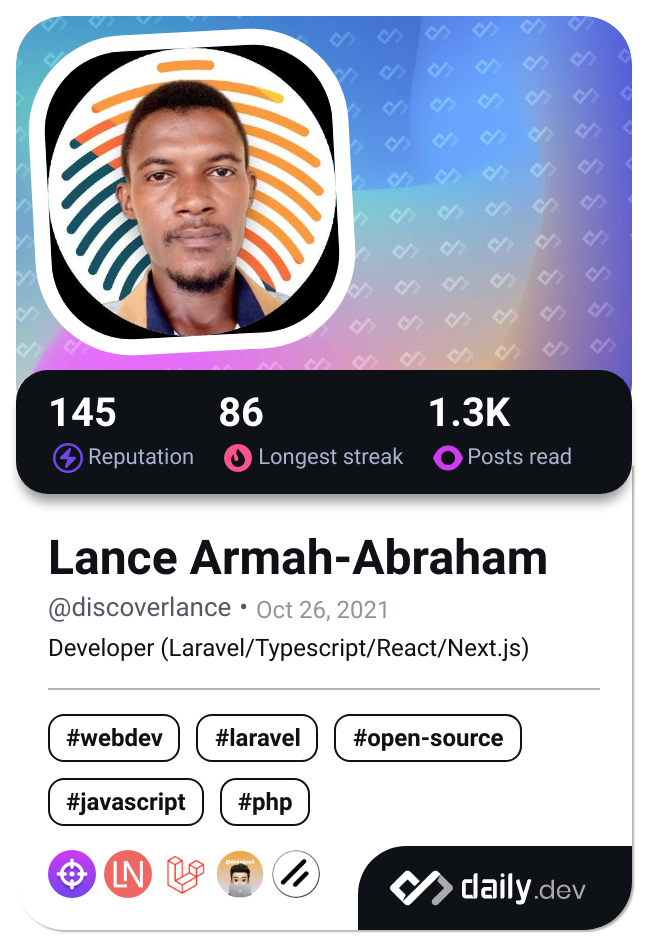 145 86 1.3K
Reputation Longest streak Posts read
Lance Armah-Abraham
@discoverlance • Oct 26, 2021
Developer (Laravel/Typescript/React/Next.js)
#webdev #laravel #open-source
#javascript #php
LN
daily.dev